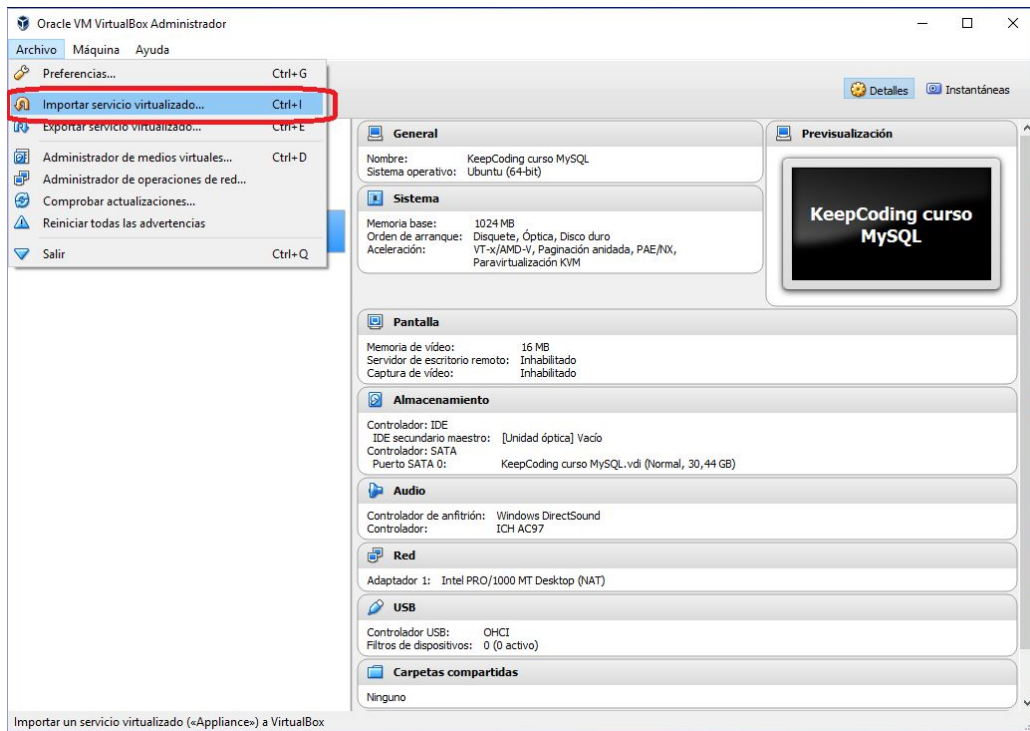 Oracle VM VirtualBox Administrador
Archivo Máquina Ayuda
Preferencias... Ctrl+G
Importar servicio virtualizado... Ctrl+I
Exportar servicio virtualizado... Ctrl+E
Administrador de medios virtuales... Ctrl+D
Administrador de operaciones de red...
Comprobar actualizaciones...
Reiniciar todas las advertencias
Salir Ctrl+Q
Detalles Instantáneas
General
Nombre: KeepCoding curso MySQL
Sistema operativo: Ubuntu (64-bit)
Sistema
Memoria base: 1024 MB
Orden de arranque: Disquete, Óptica, Disco duro
Aceleración: VT-x/AMD-V, Paginación anidada, PAE/NX,
Paravirtualización KVM
Previsualización
KeepCoding curso
MySQL
Pantalla
Memoria de vídeo: 16 MB
Servidor de escritorio remoto: Inhabilitado
Captura de vídeo: Inhabilitado
Almacenamiento
Controlador: IDE
IDE secundario maestro: [Unidad óptica] Vacío
Controlador: SATA
Puerto SATA 0: KeepCoding curso MySQL.vdi (Normal, 30,44 GB)
Audio
Controlador de anfitrión: Windows DirectSound
Controlador: ICH AC97
Red
Adaptador 1: Intel PRO/1000 MT Desktop (NAT)
USB
Controlador USB: OHCI
Filtros de dispositivos: 0 (0 activo)
Carpetas compartidas
Ninguno
Importar un servicio virtualizado («Appliance») a VirtualBox